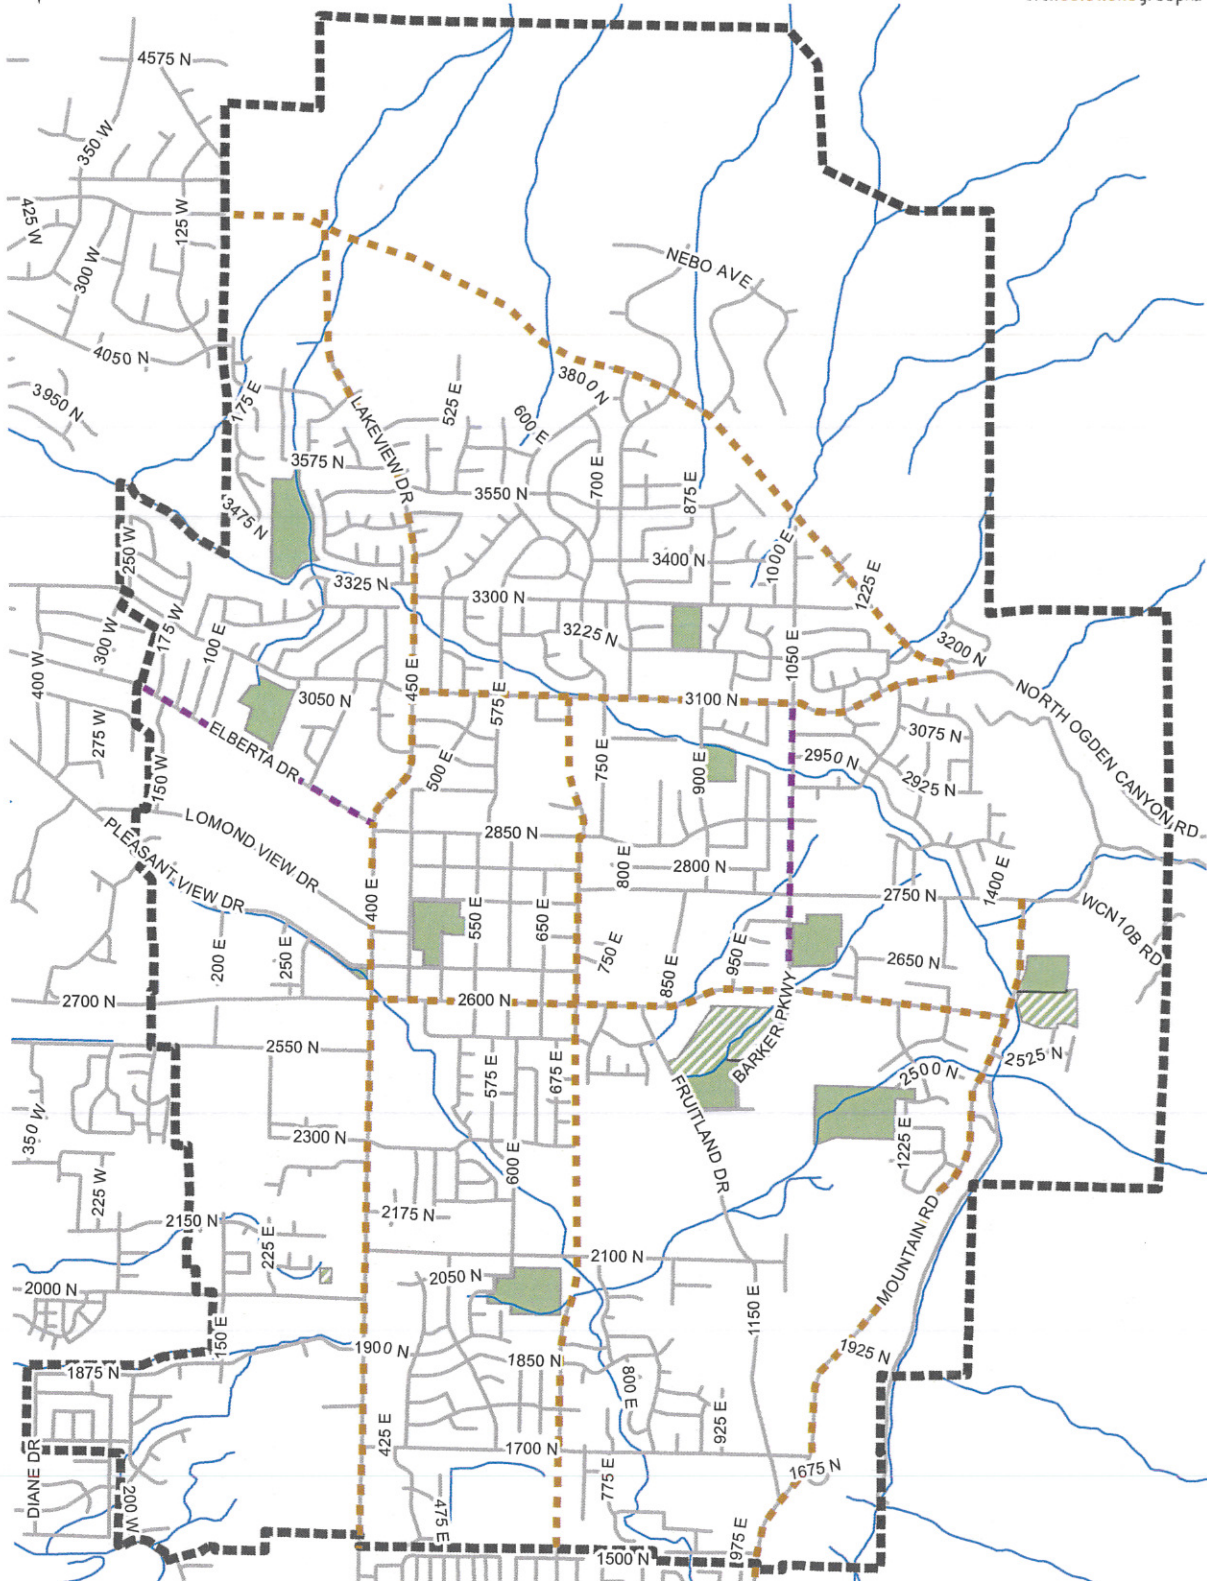 4575 N
350 W
425 W
125 W
300 W
NEBO AVE
4050 N
3950 N
175 E
3800 N
525 E
600 E
LAKEVIEW DR
3575 N
3550 N
700 E
875 E
3475 N
250 W
3400 N
1000 E
3325 N
3300 N
1225 E
175 W
300 W
100 E
3225 N
3200 N
400 W
1050 E
450 E
3050 N
575 E
3100 N
NORTH OGDEN CANYON RD
275 W
ELBERTA DR
500 E
750 E
900 E
3075 N
2950 N
2925 N
150 W
LOMOND VIEW DR
PLEASANT VIEW DR
2850 N
800 E
2800 N
400 E
2750 N
1400 E
WCN10B RD
550 E
650 E
200 E
250 E
750 E
850 E
950 E
2650 N
2700 N
2600 N
BARKER PKWY
2550 N
575 E
675 E
2525 N
2500 N
350 W
FRUITLAND DR
2300 N
1225 E
600 E
225 W
2175 N
2150 N
225 E
2100 N
MOUNTAIN RD
2050 N
2000 N
1150 E
150 E
1900 N
1850 N
1925 N
1875 N
800 E
925 E
425 E
1700 N
1675 N
DIANE DR
200 W
775 E
475 E
975 E
1500 N